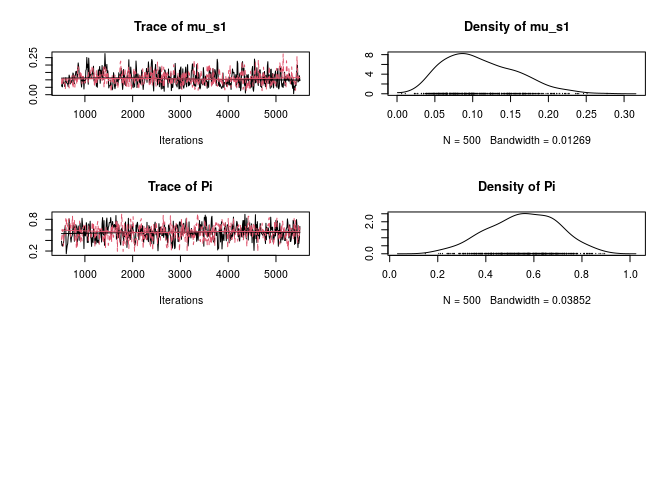 Trace of mu_s1
0.00 0.25
1000 2000 3000 4000 5000
Iterations
Density of mu_s1
0 4 8
0.00 0.05 0.10 0.15 0.20 0.25 0.30
N = 500 Bandwidth = 0.01269
Trace of Pi
0.2 0.8
1000 2000 3000 4000 5000
Iterations
Density of Pi
0.0 2.0
0.0 0.2 0.4 0.6 0.8 1.0
N = 500 Bandwidth = 0.03852